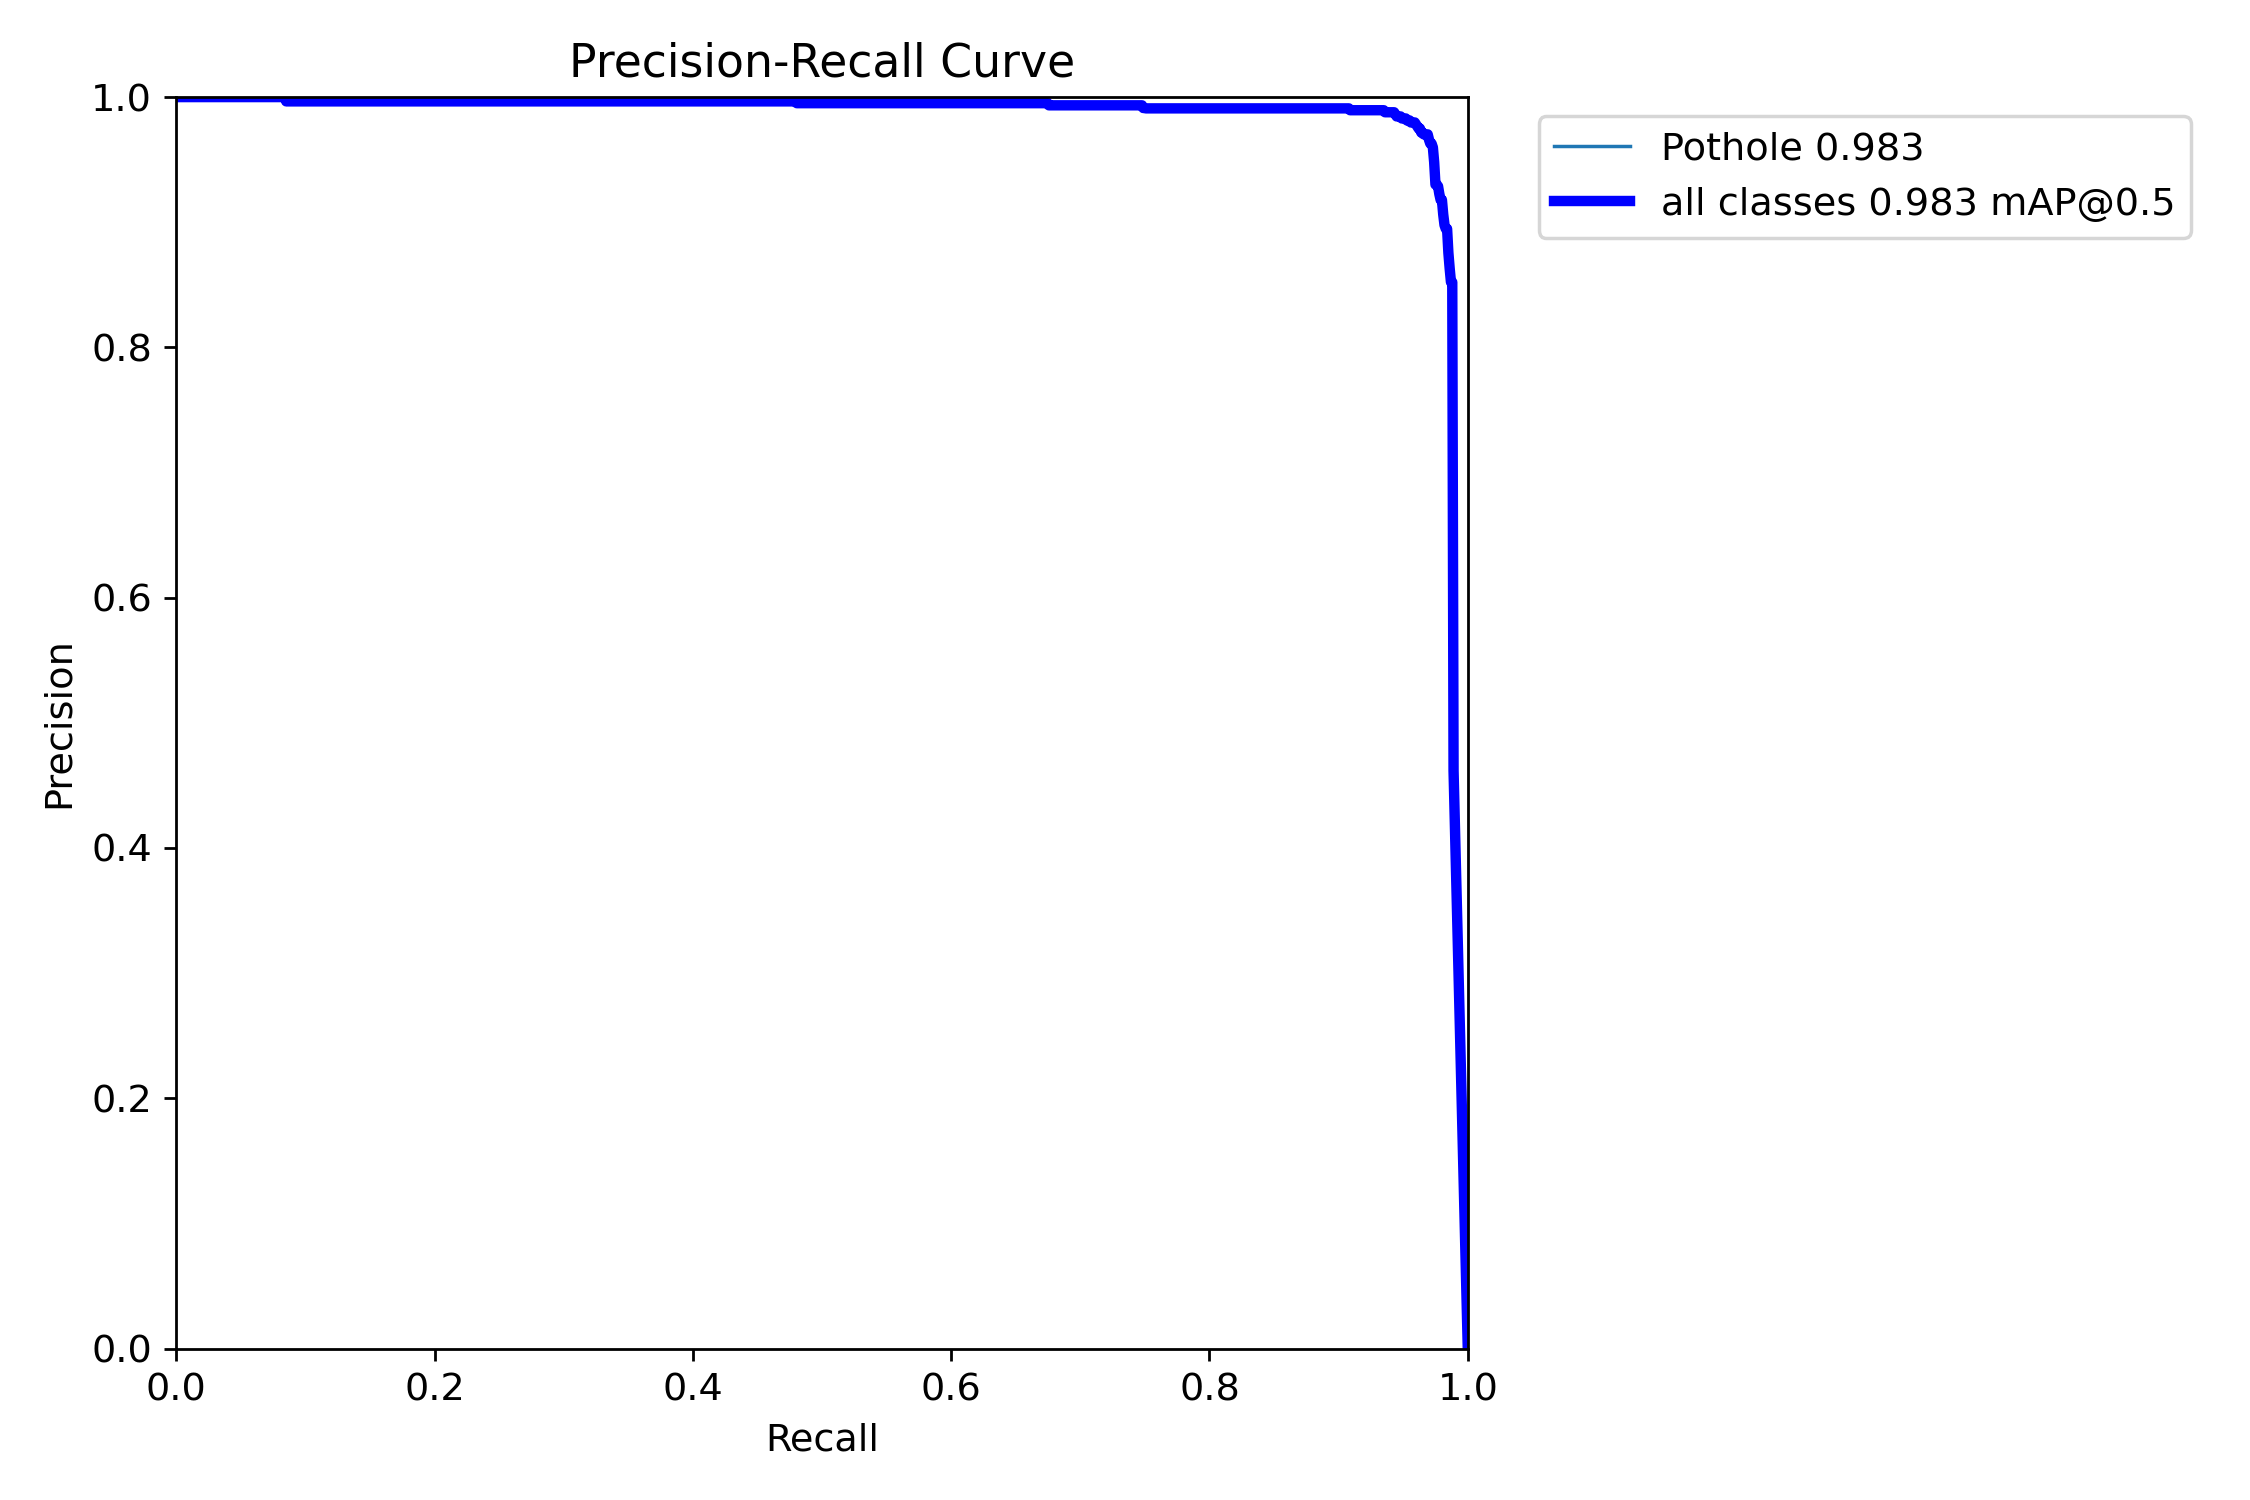 Precision-Recall Curve
1.0
0.8
0.6
0.4
0.2
0.0
Precision
0.0 0.2 0.4 0.6 0.8 1.0
Recall
Pothole 0.983
all classes 0.983 mAP@0.5